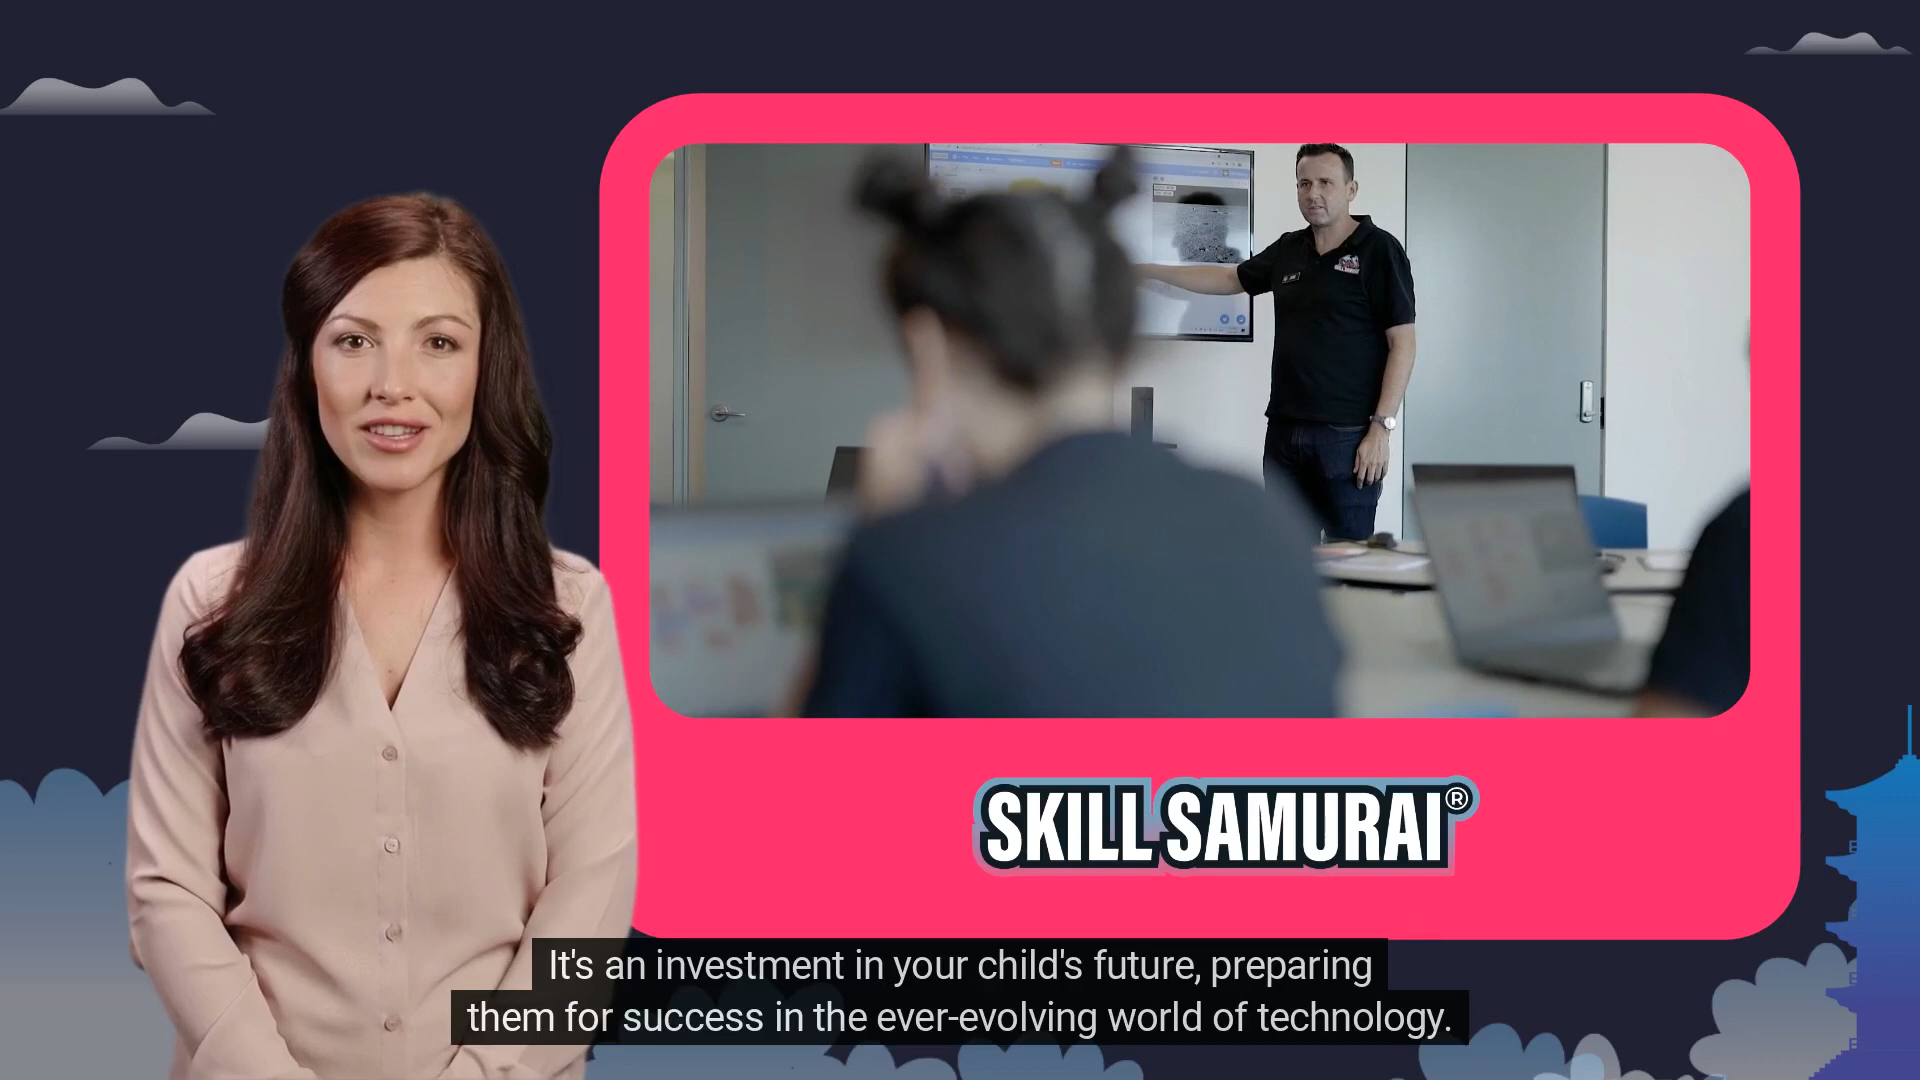 SKILL SAMURAI®
It's an investment in your child's future, preparing
them for success in the ever-evolving world of technology.